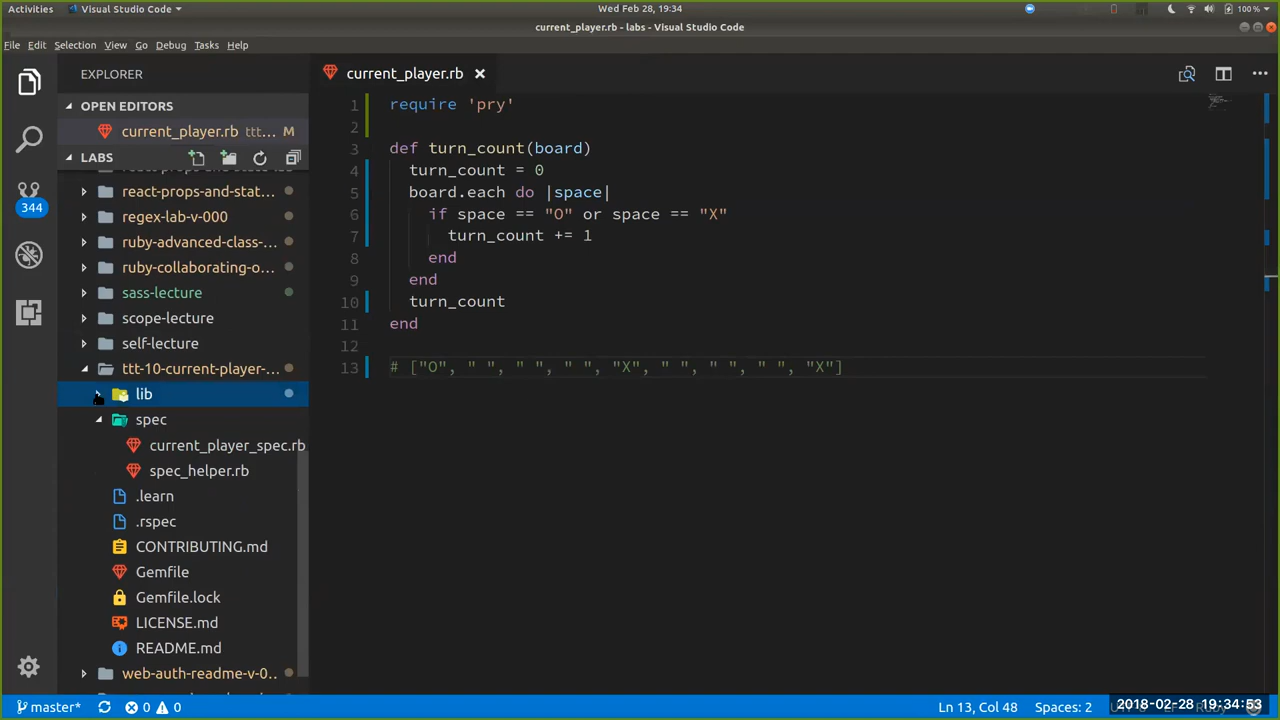 Activities Visual Studio Code Wed Feb 28, 19:34 100%
current_player.rb - labs - Visual Studio Code
File Edit Selection View Go Debug Tasks Help
EXPLORER
OPEN EDITORS
current_player.rb ttt... M
LABS
react-props-and-stat...
regex-lab-v-000
ruby-advanced-class-...
ruby-collaborating-o...
sass-lecture
scope-lecture
self-lecture
ttt-10-current-player-...
lib
spec
current_player_spec.rb
spec_helper.rb
.learn
.rspec
CONTRIBUTING.md
Gemfile
Gemfile.lock
LICENSE.md
README.md
web-auth-readme-v-0...
344
current_player.rb
1 require 'pry'
2
3 def turn_count(board)
4 turn_count = 0
5 board.each do |space|
6 if space == "O" or space == "X"
7 turn_count += 1
8 end
9 end
10 turn_count
11 end
12
13 # ["O", " ", " ", " ", "X", " ", " ", " ", "X"]
master* 0 0 Ln 13, Col 48 Spaces: 2 2018-02-28 19:34:53